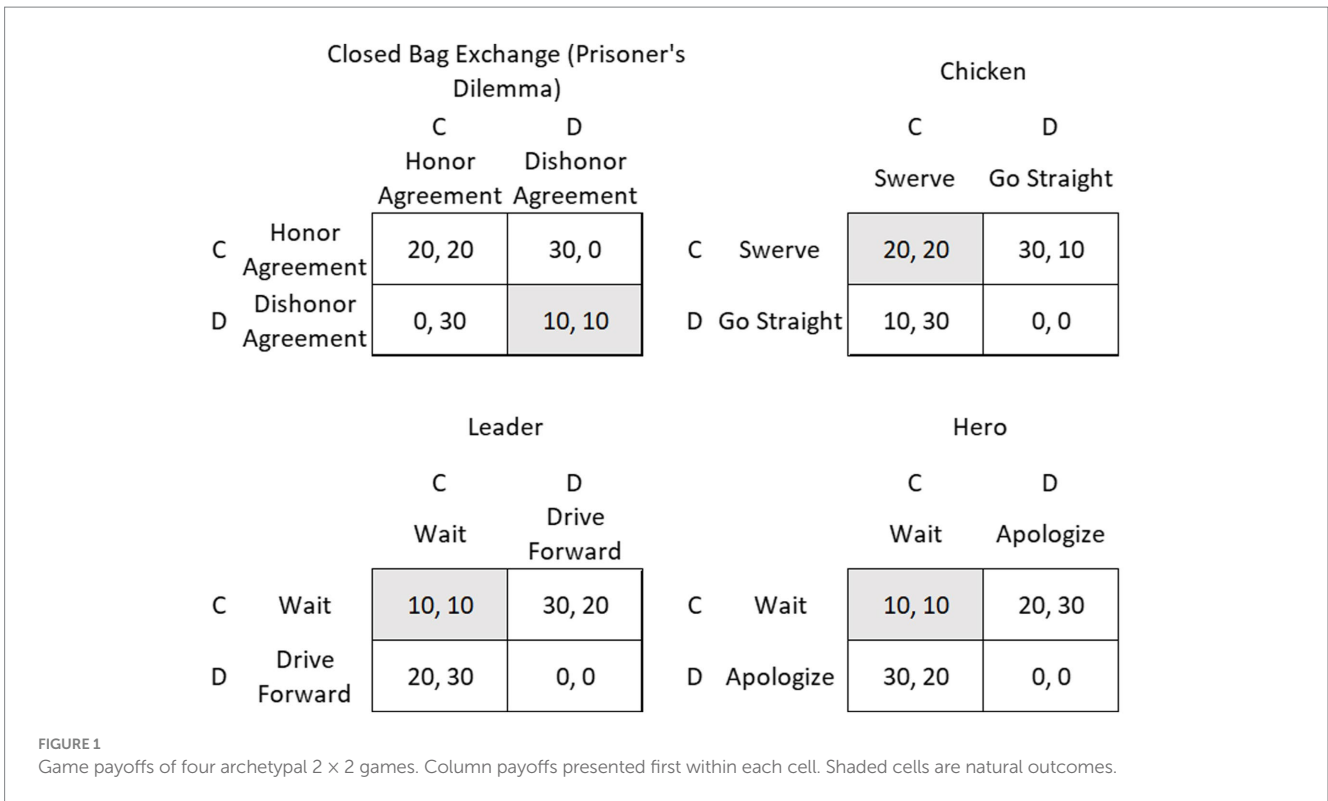 Closed Bag Exchange (Prisoner's
Dilemma)
C D
Honor Dishonor
Agreement Agreement
C Honor Agreement 20, 20 30, 0
D Dishonor Agreement 0, 30 10, 10
Chicken
C D
Swerve Go Straight
C Swerve 20, 20 30, 10
D Go Straight 10, 30 0, 0
Leader
C D
Wait Drive
Forward
C Wait 10, 10 30, 20
D Drive Forward 20, 30 0, 0
Hero
C D
Wait Apologize
C Wait 10, 10 20, 30
D Apologize 30, 20 0, 0
FIGURE 1
Game payoffs of four archetypal 2 × 2 games. Column payoffs presented first within each cell. Shaded cells are natural outcomes.